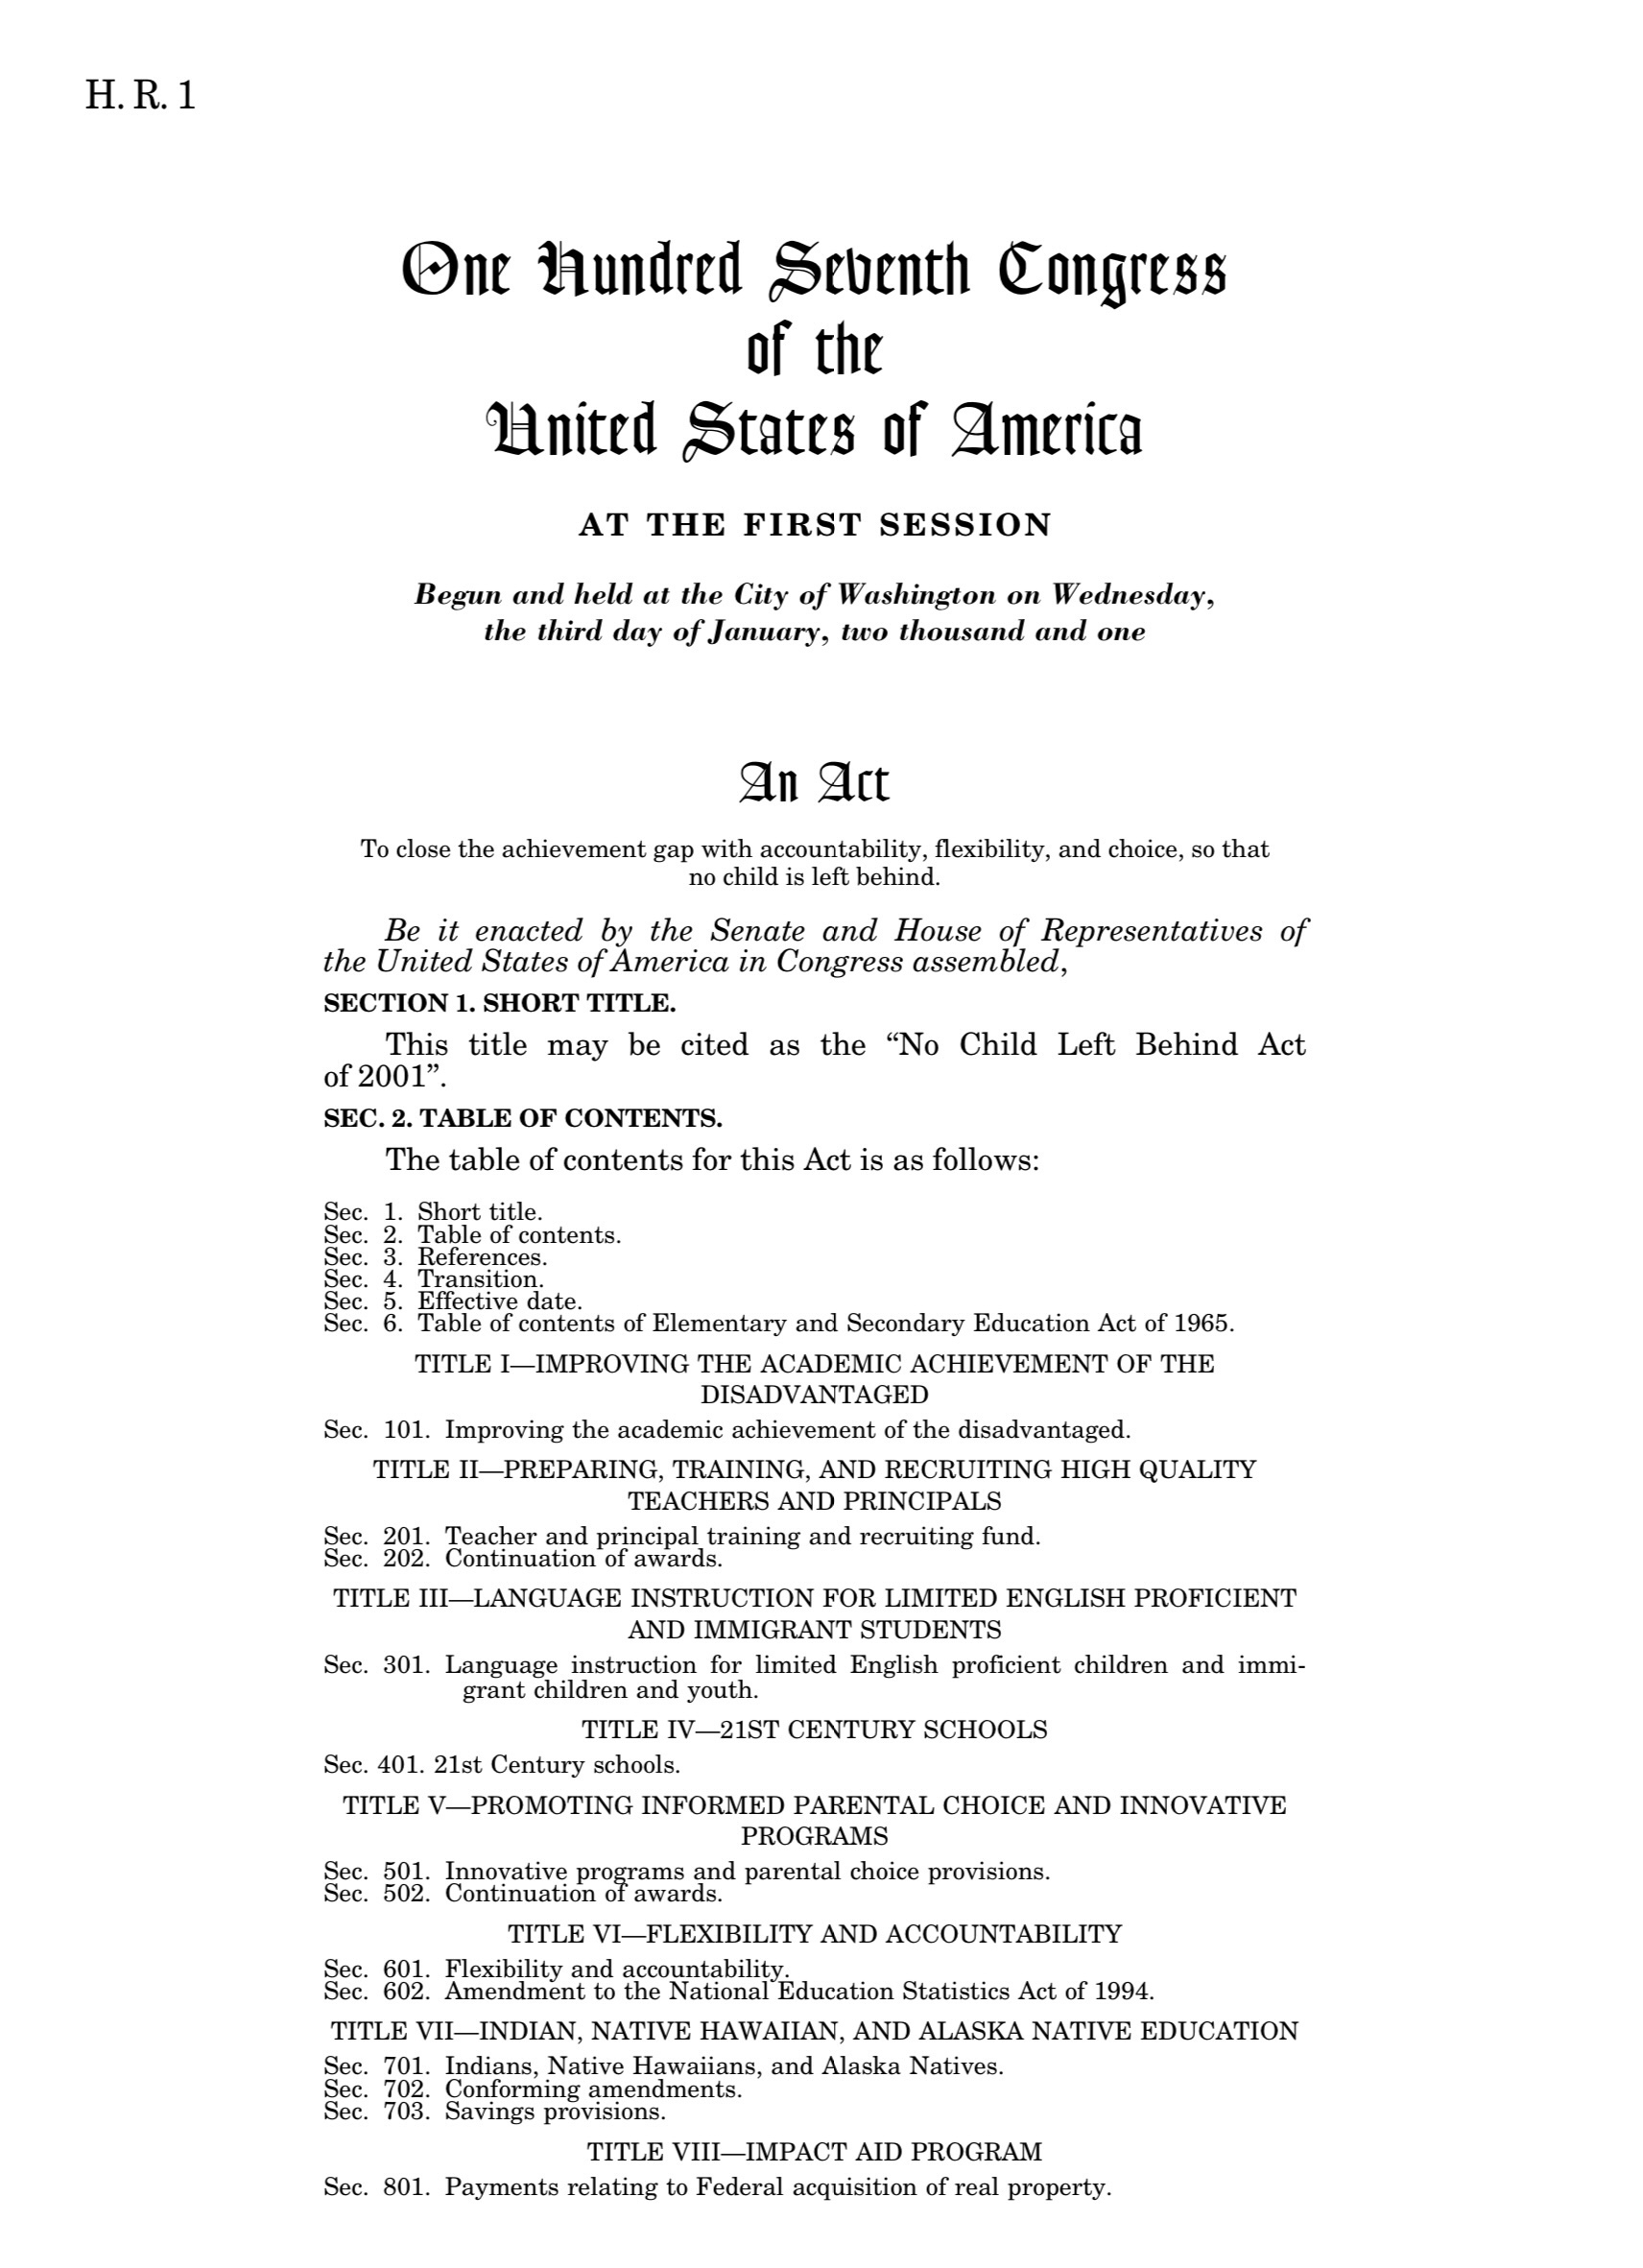 H. R. 1
One Hundred Seventh Congress
of the
United States of America
AT THE FIRST SESSION
Begun and held at the City of Washington on Wednesday,
the third day of January, two thousand and one
An Act
To close the achievement gap with accountability, flexibility, and choice, so that
no child is left behind.
Be it enacted by the Senate and House of Representatives of
the United States of America in Congress assembled,
SECTION 1. SHORT TITLE.
This title may be cited as the “No Child Left Behind Act
of 2001”.
SEC. 2. TABLE OF CONTENTS.
The table of contents for this Act is as follows:
Sec. 1. Short title.
Sec. 2. Table of contents.
Sec. 3. References.
Sec. 4. Transition.
Sec. 5. Effective date.
Sec. 6. Table of contents of Elementary and Secondary Education Act of 1965.
TITLE I—IMPROVING THE ACADEMIC ACHIEVEMENT OF THE
DISADVANTAGED
Sec. 101. Improving the academic achievement of the disadvantaged.
TITLE II—PREPARING, TRAINING, AND RECRUITING HIGH QUALITY
TEACHERS AND PRINCIPALS
Sec. 201. Teacher and principal training and recruiting fund.
Sec. 202. Continuation of awards.
TITLE III—LANGUAGE INSTRUCTION FOR LIMITED ENGLISH PROFICIENT
AND IMMIGRANT STUDENTS
Sec. 301. Language instruction for limited English proficient children and immi-
grant children and youth.
TITLE IV—21ST CENTURY SCHOOLS
Sec. 401. 21st Century schools.
TITLE V—PROMOTING INFORMED PARENTAL CHOICE AND INNOVATIVE
PROGRAMS
Sec. 501. Innovative programs and parental choice provisions.
Sec. 502. Continuation of awards.
TITLE VI—FLEXIBILITY AND ACCOUNTABILITY
Sec. 601. Flexibility and accountability.
Sec. 602. Amendment to the National Education Statistics Act of 1994.
TITLE VII—INDIAN, NATIVE HAWAIIAN, AND ALASKA NATIVE EDUCATION
Sec. 701. Indians, Native Hawaiians, and Alaska Natives.
Sec. 702. Conforming amendments.
Sec. 703. Savings provisions.
TITLE VIII—IMPACT AID PROGRAM
Sec. 801. Payments relating to Federal acquisition of real property.